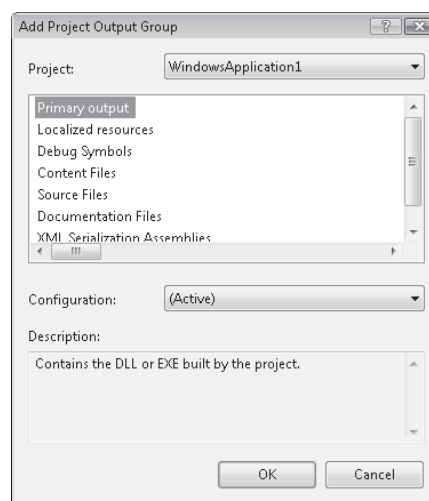 Add Project Output Group
Project: WindowsApplication1
Primary output
Localized resources
Debug Symbols
Content Files
Source Files
Documentation Files
XML Serialization Assemblies
Configuration: (Active)
Description:
Contains the DLL or EXE built by the project.
OK Cancel